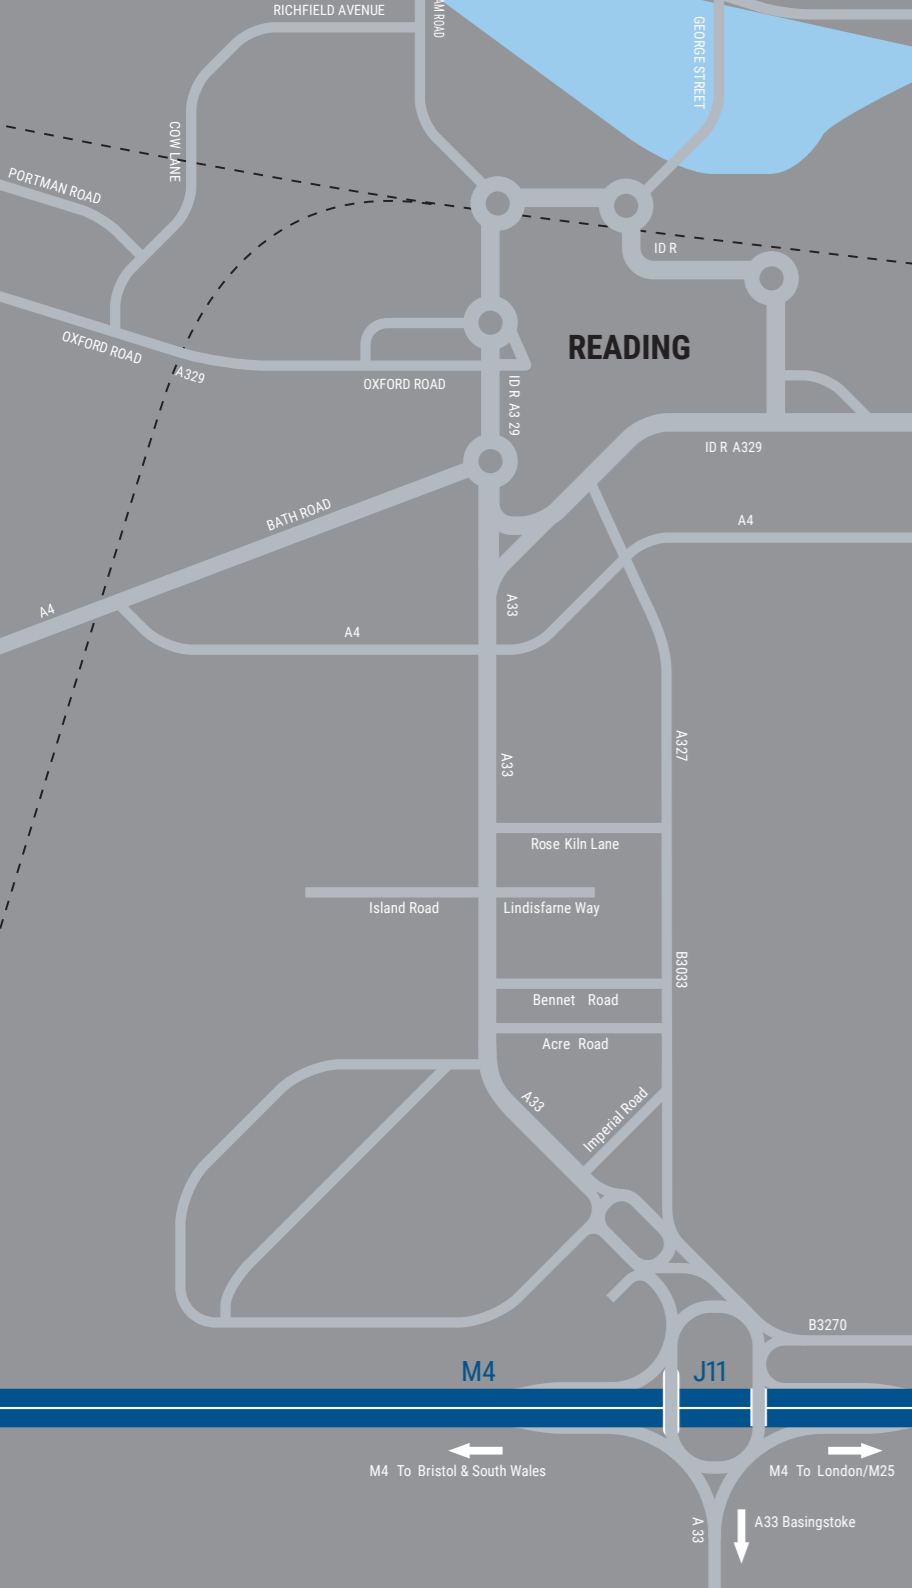 RICHFIELD AVENUE
AM ROAD
GEORGE STREET
COW LANE
PORTMAN ROAD
ID R
OXFORD ROAD
A329
READING
OXFORD ROAD
ID R A3 29
ID R A329
BATH ROAD
A4
A4
A33
A4
A33
A327
Rose Kiln Lane
Island Road
Lindisfarne Way
B3033
Bennet Road
Acre Road
A33
Imperial Road
B3270
M4
J11
M4 To Bristol & South Wales
M4 To London/M25
A 33
A33 Basingstoke